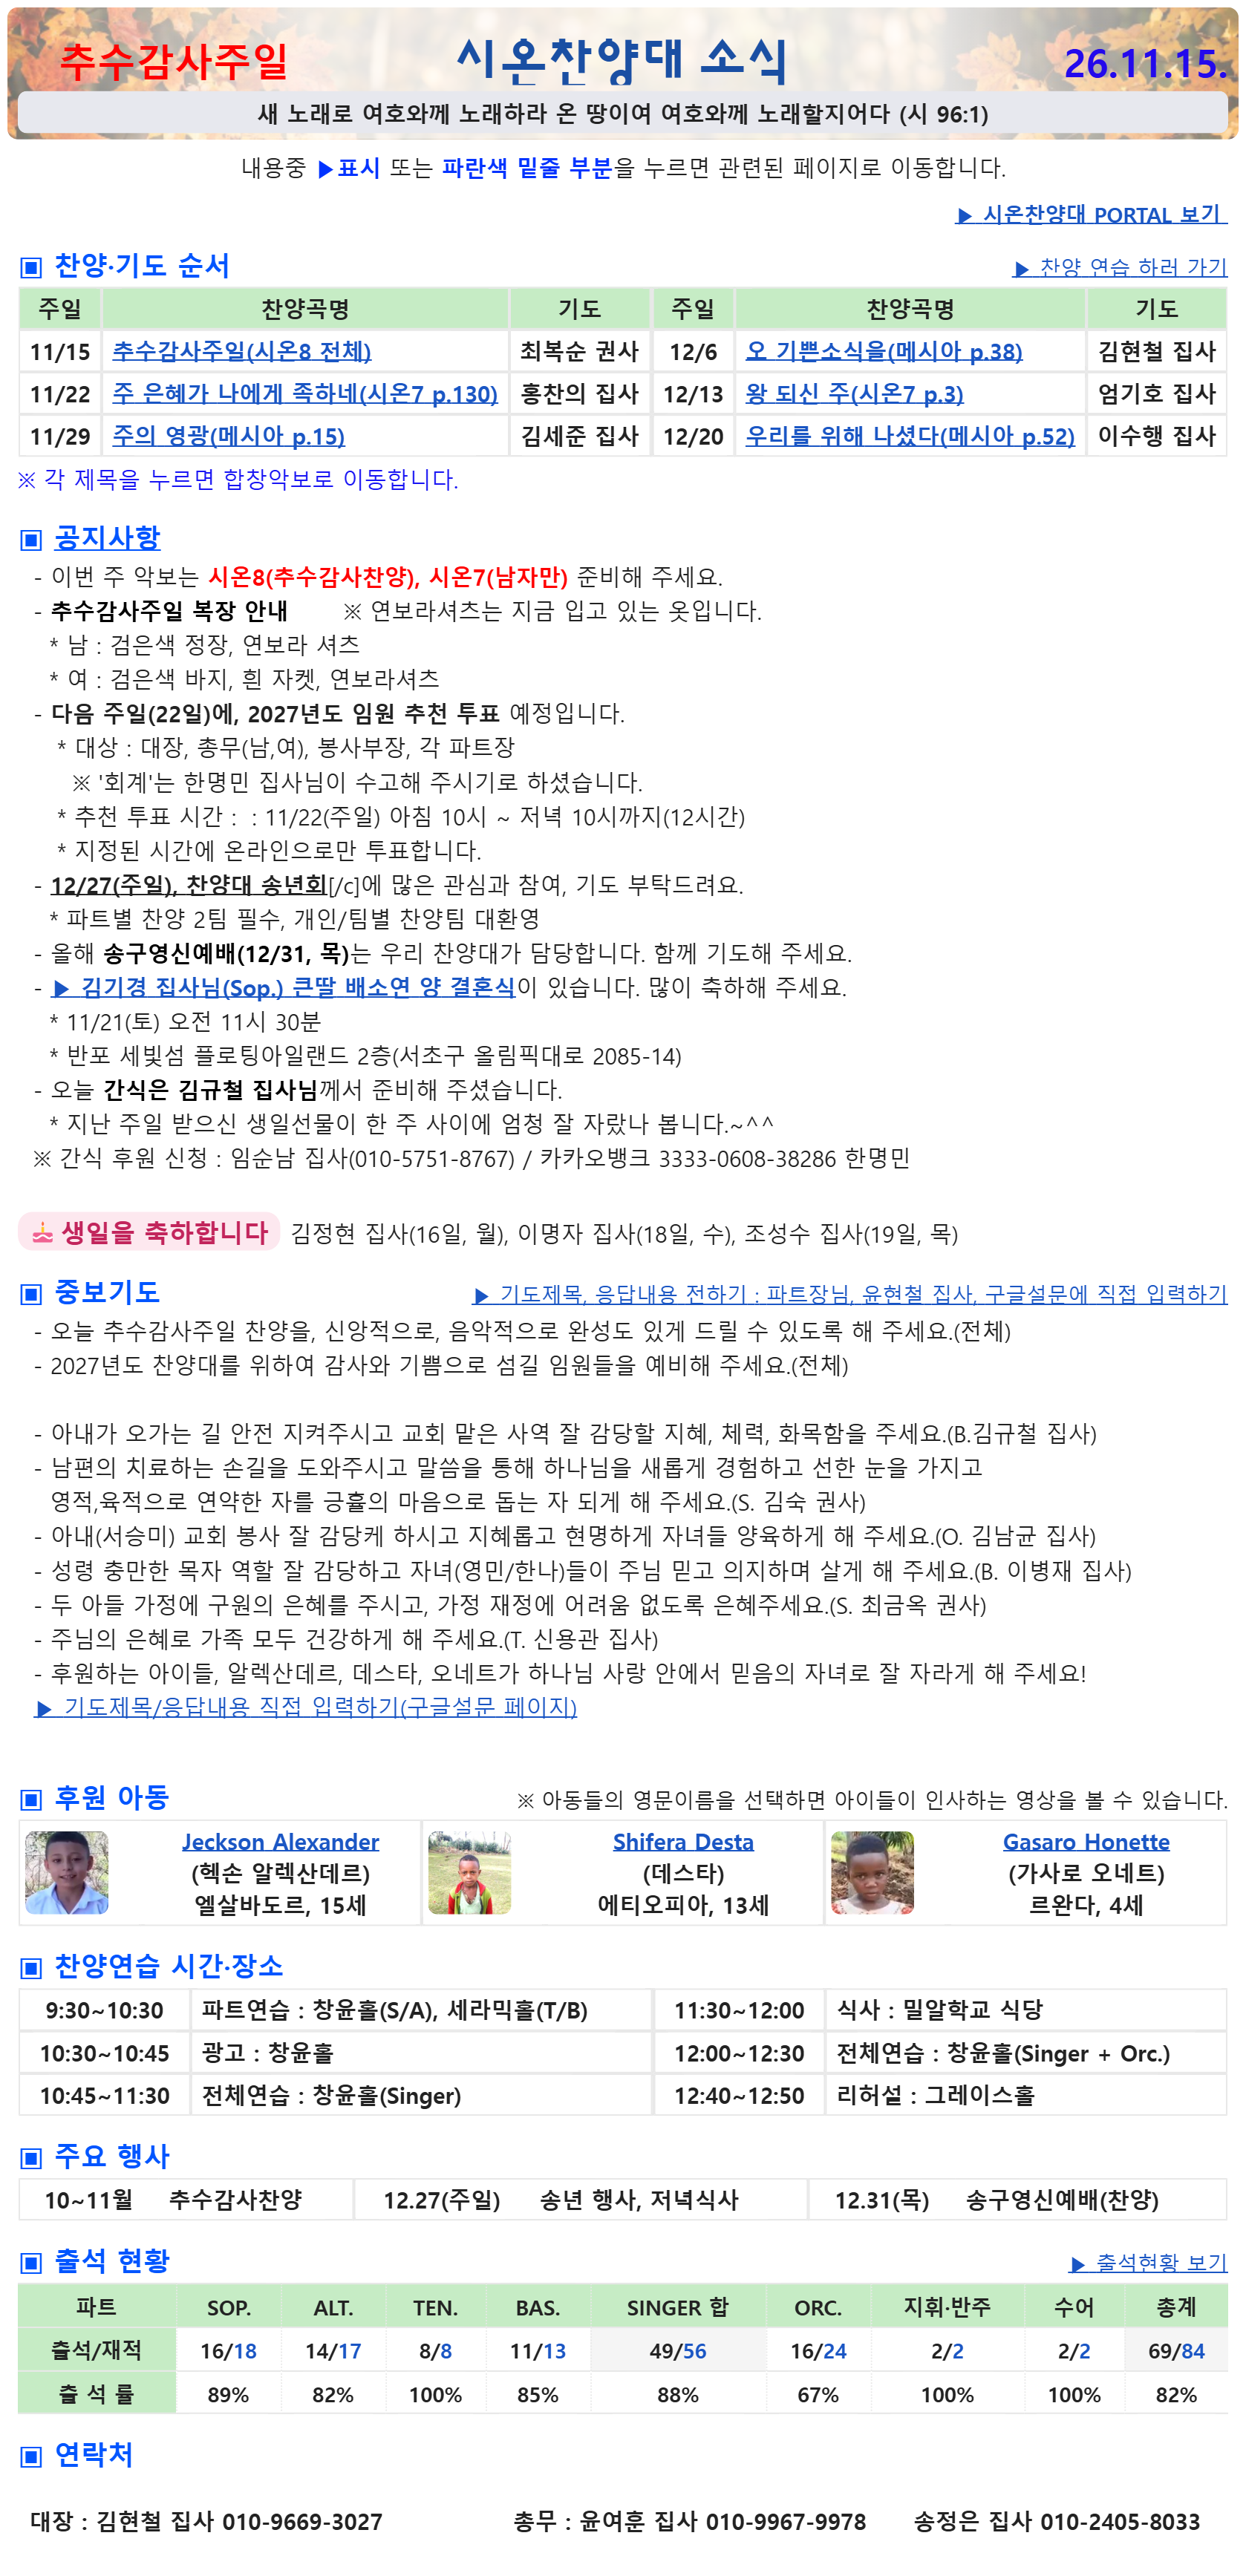 추수감사주일 시온찬양대 소식 26.11.15.
새 노래로 여호와께 노래하라 온 땅이여 여호와께 노래할지어다 (시 96:1)
내용중 ▶표시 또는 파란색 밑줄 부분을 누르면 관련된 페이지로 이동합니다.
▶ 시온찬양대 PORTAL 보기
▣ 찬양·기도 순서 ▶ 찬양 연습 하러 가기
주일 찬양곡명 기도 주일 찬양곡명 기도
11/15 추수감사주일(시온8 전체) 최복순 권사 12/6 오 기쁜소식을(메시아 p.38) 김현철 집사
11/22 주 은혜가 나에게 족하네(시온7 p.130) 홍찬의 집사 12/13 왕 되신 주(시온7 p.3) 엄기호 집사
11/29 주의 영광(메시아 p.15) 김세준 집사 12/20 우리를 위해 나셨다(메시아 p.52) 이수행 집사
※ 각 제목을 누르면 합창악보로 이동합니다.
▣ 공지사항
- 이번 주 악보는 시온8(추수감사찬양), 시온7(남자만) 준비해 주세요.
- 추수감사주일 복장 안내 ※ 연보라셔츠는 지금 입고 있는 옷입니다.
* 남 : 검은색 정장, 연보라 셔츠
* 여 : 검은색 바지, 흰 자켓, 연보라셔츠
- 다음 주일(22일)에, 2027년도 임원 추천 투표 예정입니다.
* 대상 : 대장, 총무(남,여), 봉사부장, 각 파트장
※ '회계'는 한명민 집사님이 수고해 주시기로 하셨습니다.
* 추천 투표 시간 : : 11/22(주일) 아침 10시 ~ 저녁 10시까지(12시간)
* 지정된 시간에 온라인으로만 투표합니다.
- 12/27(주일), 찬양대 송년회[/c]에 많은 관심과 참여, 기도 부탁드려요.
* 파트별 찬양 2팀 필수, 개인/팀별 찬양팀 대환영
- 올해 송구영신예배(12/31, 목)는 우리 찬양대가 담당합니다. 함께 기도해 주세요.
- ▶ 김기경 집사님(Sop.) 큰딸 배소연 양 결혼식이 있습니다. 많이 축하해 주세요.
* 11/21(토) 오전 11시 30분
* 반포 세빛섬 플로팅아일랜드 2층(서초구 올림픽대로 2085-14)
- 오늘 간식은 김규철 집사님께서 준비해 주셨습니다.
* 지난 주일 받으신 생일선물이 한 주 사이에 엄청 잘 자랐나 봅니다.~^^
※ 간식 후원 신청 : 임순남 집사(010-5751-8767) / 카카오뱅크 3333-0608-38286 한명민
생일을 축하합니다 김정현 집사(16일, 월), 이명자 집사(18일, 수), 조성수 집사(19일, 목)
▣ 중보기도 ▶ 기도제목, 응답내용 전하기 : 파트장님, 윤현철 집사, 구글설문에 직접 입력하기
- 오늘 추수감사주일 찬양을, 신앙적으로, 음악적으로 완성도 있게 드릴 수 있도록 해 주세요.(전체)
- 2027년도 찬양대를 위하여 감사와 기쁨으로 섬길 임원들을 예비해 주세요.(전체)
- 아내가 오가는 길 안전 지켜주시고 교회 맡은 사역 잘 감당할 지혜, 체력, 화목함을 주세요.(B.김규철 집사)
- 남편의 치료하는 손길을 도와주시고 말씀을 통해 하나님을 새롭게 경험하고 선한 눈을 가지고
영적,육적으로 연약한 자를 긍휼의 마음으로 돕는 자 되게 해 주세요.(S. 김숙 권사)
- 아내(서승미) 교회 봉사 잘 감당케 하시고 지혜롭고 현명하게 자녀들 양육하게 해 주세요.(O. 김남균 집사)
- 성령 충만한 목자 역할 잘 감당하고 자녀(영민/한나)들이 주님 믿고 의지하며 살게 해 주세요.(B. 이병재 집사)
- 두 아들 가정에 구원의 은혜를 주시고, 가정 재정에 어려움 없도록 은혜주세요.(S. 최금옥 권사)
- 주님의 은혜로 가족 모두 건강하게 해 주세요.(T. 신용관 집사)
- 후원하는 아이들, 알렉산데르, 데스타, 오네트가 하나님 사랑 안에서 믿음의 자녀로 잘 자라게 해 주세요!
▶ 기도제목/응답내용 직접 입력하기(구글설문 페이지)
▣ 후원 아동 ※ 아동들의 영문이름을 선택하면 아이들이 인사하는 영상을 볼 수 있습니다.
Jeckson Alexander Shifera Desta Gasaro Honette
(헥손 알렉산데르) (데스타) (가사로 오네트)
엘살바도르, 15세 에티오피아, 13세 르완다, 4세
▣ 찬양연습 시간·장소
9:30~10:30 파트연습 : 창윤홀(S/A), 세라믹홀(T/B) 11:30~12:00 식사 : 밀알학교 식당
10:30~10:45 광고 : 창윤홀 12:00~12:30 전체연습 : 창윤홀(Singer + Orc.)
10:45~11:30 전체연습 : 창윤홀(Singer) 12:40~12:50 리허설 : 그레이스홀
▣ 주요 행사
10~11월 추수감사찬양 12.27(주일) 송년 행사, 저녁식사 12.31(목) 송구영신예배(찬양)
▣ 출석 현황 ▶ 출석현황 보기
파트 SOP. ALT. TEN. BAS. SINGER 합 ORC. 지휘·반주 수어 총계
출석/재적 16/18 14/17 8/8 11/13 49/56 16/24 2/2 2/2 69/84
출 석 률 89% 82% 100% 85% 88% 67% 100% 100% 82%
▣ 연락처
대장 : 김현철 집사 010-9669-3027 총무 : 윤여훈 집사 010-9967-9978 송정은 집사 010-2405-8033